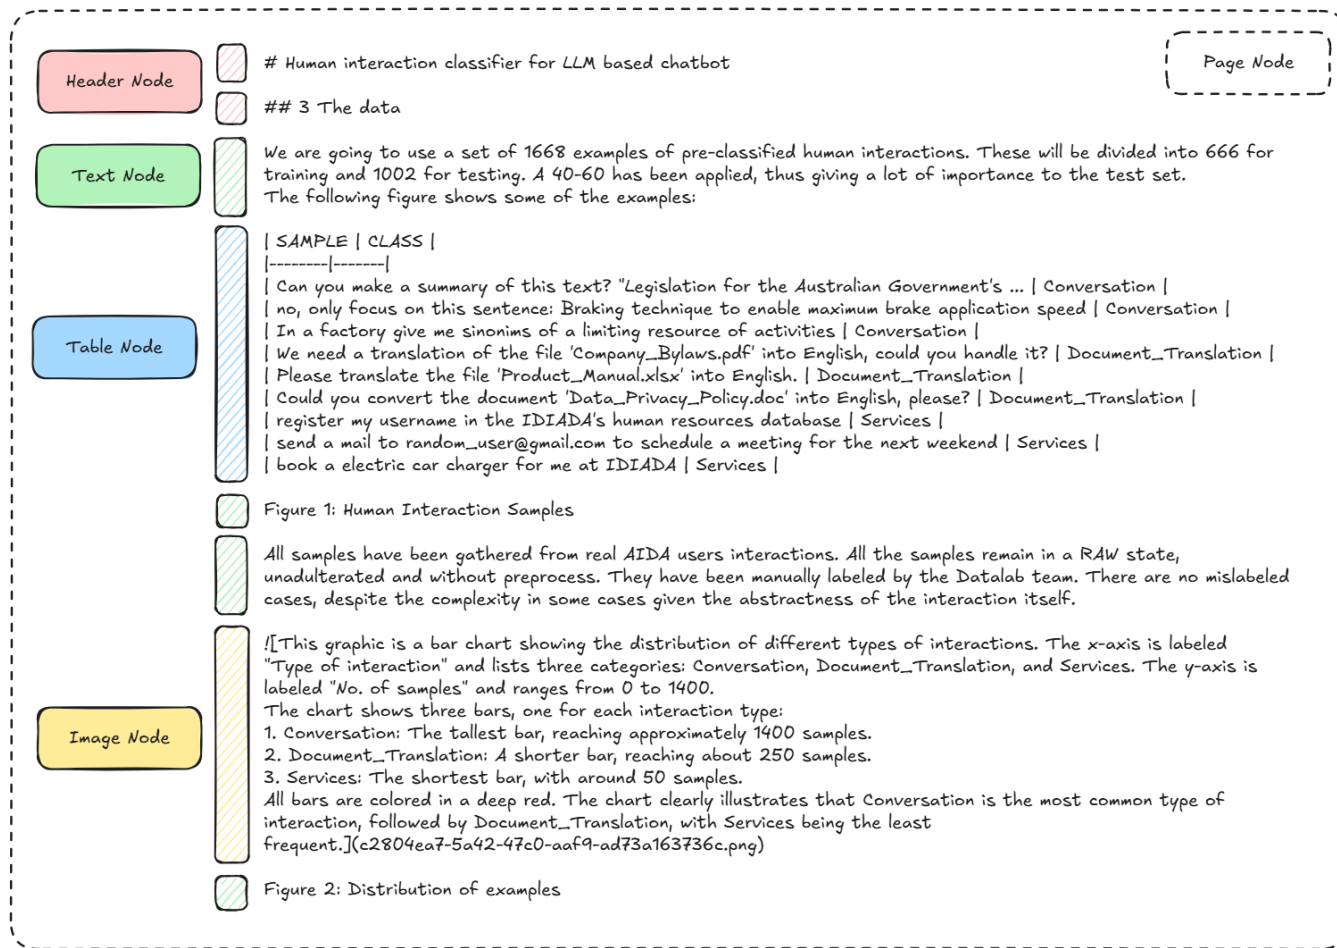 Header Node
# Human interaction classifier for LLM based chatbot
Page Node
## 3 The data
Text Node
We are going to use a set of 1668 examples of pre-classified human interactions. These will be divided into 666 for
training and 1002 for testing. A 40-60 has been applied, thus giving a lot of importance to the test set.
The following figure shows some of the examples:
Table Node
| SAMPLE | CLASS |
|--------|-------|
| Can you make a summary of this text? "Legislation for the Australian Government's ... | Conversation |
| no, only focus on this sentence: Braking technique to enable maximum brake application speed | Conversation |
| In a factory give me sinonims of a limiting resource of activities | Conversation |
| We need a translation of the file 'Company_Bylaws.pdf' into English, could you handle it? | Document_Translation |
| Please translate the file 'Product_Manual.xlsx' into English. | Document_Translation |
| Could you convert the document 'Data_Privacy_Policy.doc' into English, please? | Document_Translation |
| register my username in the IDIADA's human resources database | Services |
| send a mail to random_user@gmail.com to schedule a meeting for the next weekend | Services |
| book a electric car charger for me at IDIADA | Services |
Figure 1: Human Interaction Samples
All samples have been gathered from real AIDA users interactions. All the samples remain in a RAW state,
unadulterated and without preprocess. They have been manually labeled by the Datalab team. There are no mislabeled
cases, despite the complexity in some cases given the abstractness of the interaction itself.
Image Node
![This graphic is a bar chart showing the distribution of different types of interactions. The x-axis is labeled
"Type of interaction" and lists three categories: Conversation, Document_Translation, and Services. The y-axis is
labeled "No. of samples" and ranges from 0 to 1400.
The chart shows three bars, one for each interaction type:
1. Conversation: The tallest bar, reaching approximately 1400 samples.
2. Document_Translation: A shorter bar, reaching about 250 samples.
3. Services: The shortest bar, with around 50 samples.
All bars are colored in a deep red. The chart clearly illustrates that Conversation is the most common type of
interaction, followed by Document_Translation, with Services being the least
frequent.](c2804ea7-5a42-47c0-aaf9-ad73a163736c.png)
Figure 2: Distribution of examples